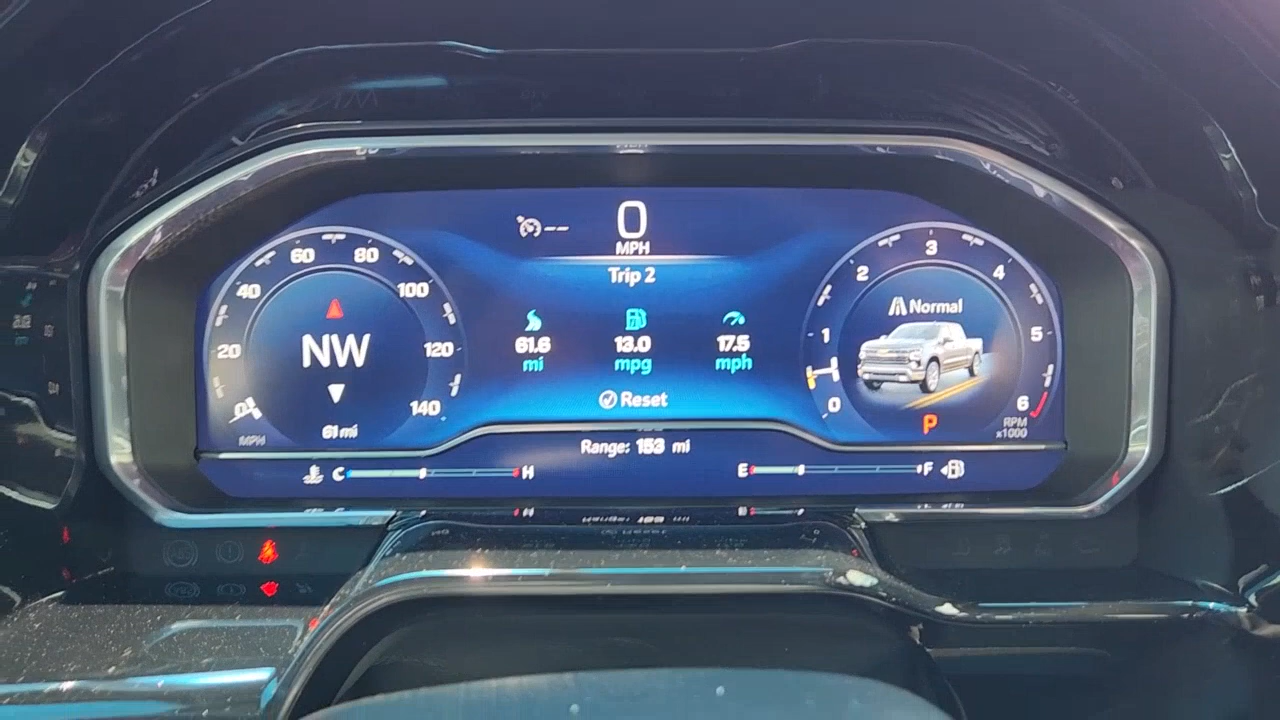 0
MPH
Trip 2
61.6 13.0 17.5
mi mpg mph
Reset
0 20 40 60 80 100 120 140
NW
MPH
61 mi
0 1 2 3 4 5 6
Normal
P
RPM
x1000
Range: 153 mi
C H
E F